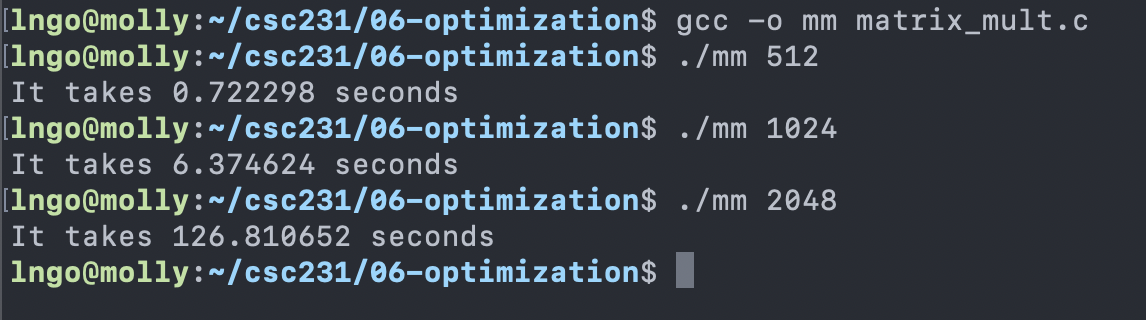 [lngo@molly:~/csc231/06-optimization$ gcc -o mm matrix_mult.c
[lngo@molly:~/csc231/06-optimization$ ./mm 512
It takes 0.722298 seconds
[lngo@molly:~/csc231/06-optimization$ ./mm 1024
It takes 6.374624 seconds
[lngo@molly:~/csc231/06-optimization$ ./mm 2048
It takes 126.810652 seconds
lngo@molly:~/csc231/06-optimization$